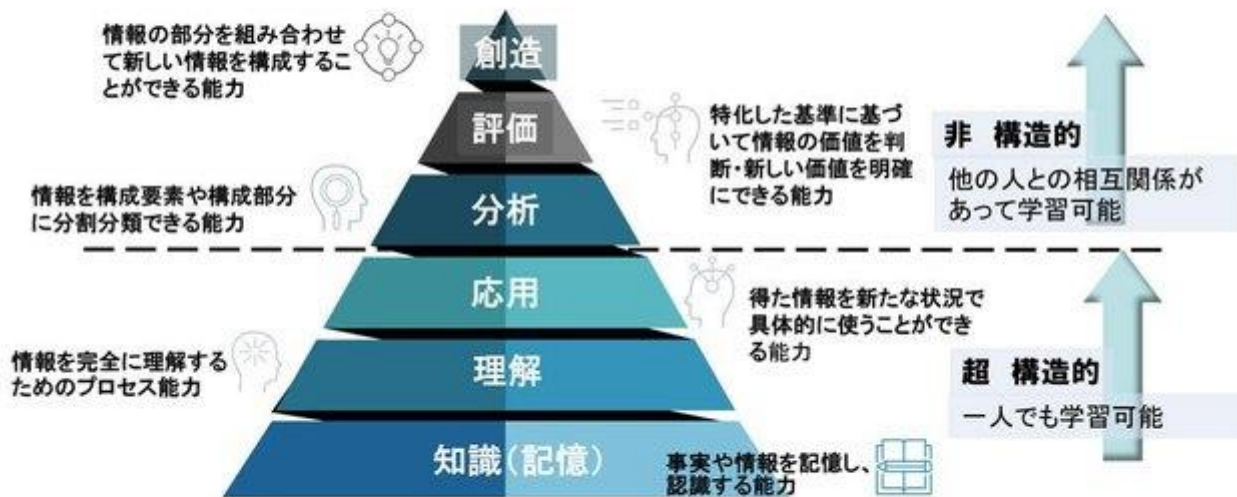 情報の部分を組み合わせ
て新しい情報を構成するこ
とができる能力
創造
評価
特化した基準に基づ
いて情報の価値を判
断・新しい価値を明確
にできる能力
非 構造的
他の人との相互関係が
あって学習可能
情報を構成要素や構成部分
に分割分類できる能力
分析
応用
得た情報を新たな状況で
具体的に使うことができ
る能力
情報を完全に理解する
ためのプロセス能力
理解
超 構造的
一人でも学習可能
知識(記憶)
事実や情報を記憶し、
認識する能力